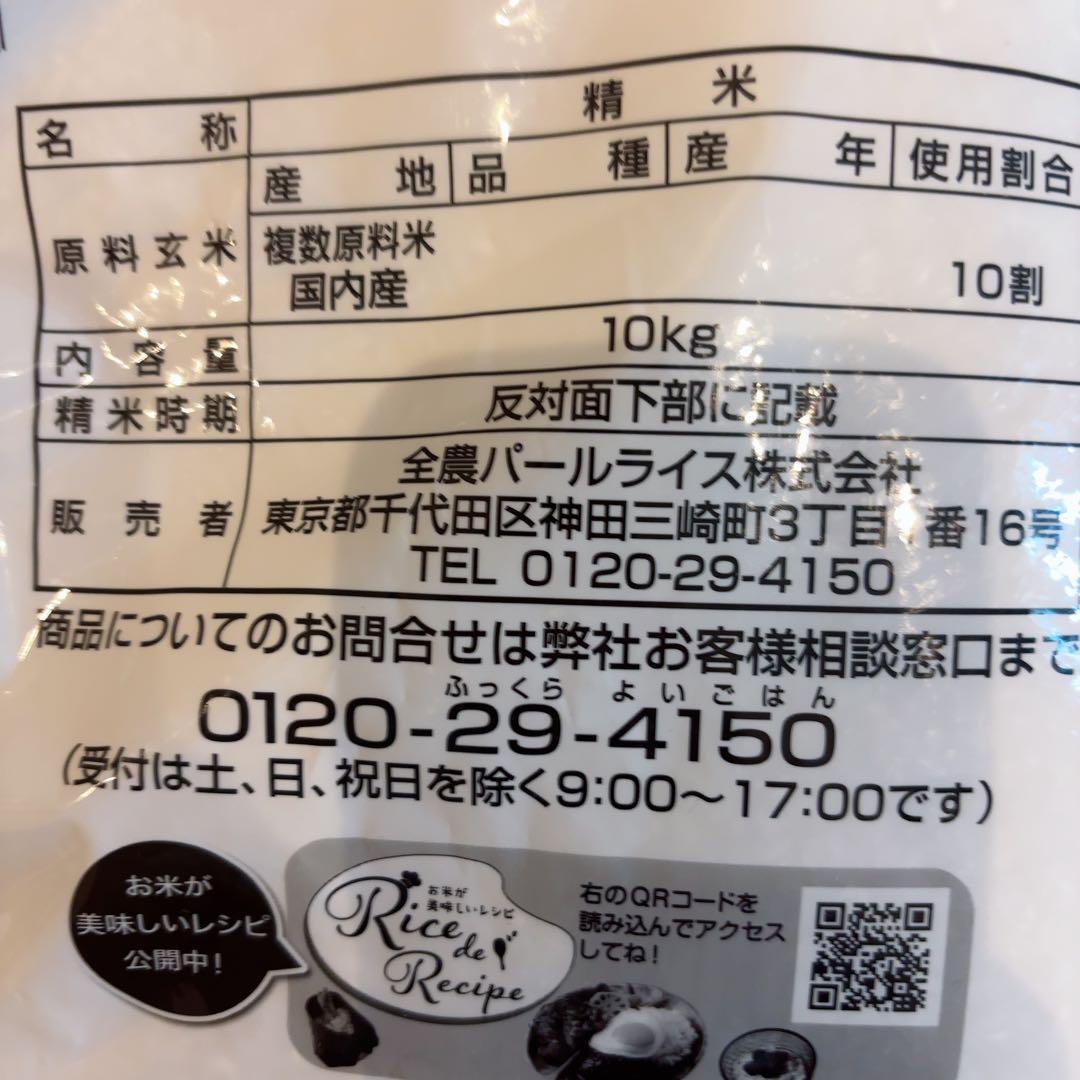 名称 精米
産地 品種 産年 使用割合
原料玄米 複数原料米
国内産 10割
内容量 10kg
精米時期 反対面下部に記載
全農パールライス株式会社
販売者 東京都千代田区神田三崎町3丁目1番16号
TEL 0120-29-4150
商品についてのお問合せは弊社お客様相談窓口まで
ふっくら よいごはん
0120-29-4150
(受付は土、日、祝日を除く9:00～17:00です)
お米が
美味しいレシピ
公開中!
お米が
美味しいレシピ
Rice
de
Recipe
右のQRコードを
読み込んでアクセス
してね!